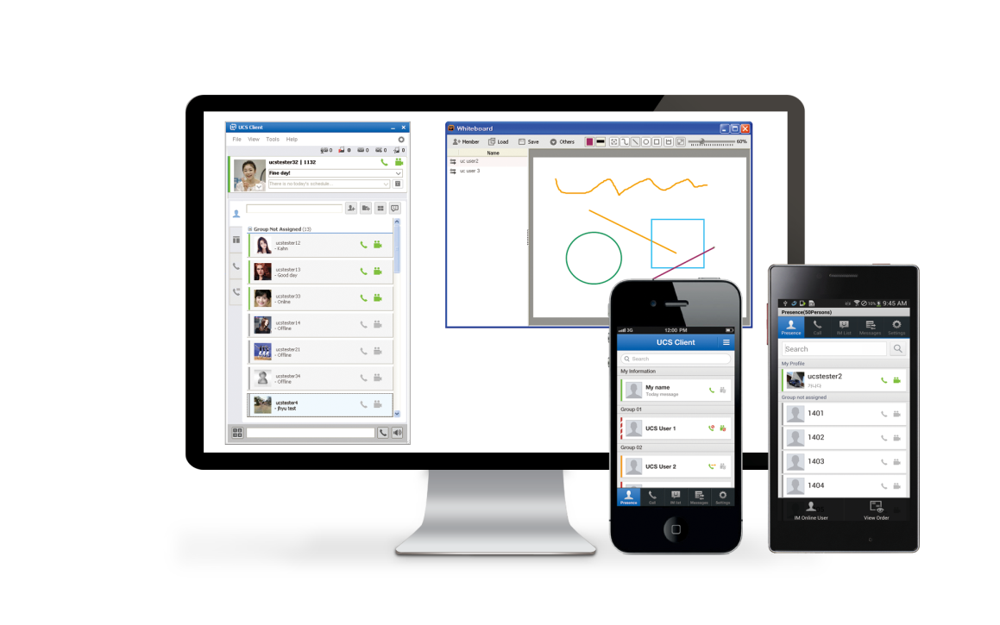 UCS Client
File View Tools Help
0 0 0 0 0
ucstester32 | 1132
Fine day!
There is no today's schedule...
Group Not Assigned (13)
ucstester12
- Kahn
ucstester13
- Good day
ucstester33
- Online
ucstester14
- Offline
ucstester21
- Offline
ucstester34
- Offline
ucstester4
- jhyu test
Whiteboard
Member Load Save Others 60%
Name
uc user2
uc user 3
3G 12:00 PM
UCS Client
Search
My Information
My name
Today message
Group 01
UCS User 1
Group 02
UCS User 2
Presence Call IM list Messages Settings
9:45 AM
Presence(50Persons)
Presence Call IM List Messages Settings
Search
My Profile
ucstester2
가나다
Group not assigned
1401
1402
1403
1404
IM Online User View Order